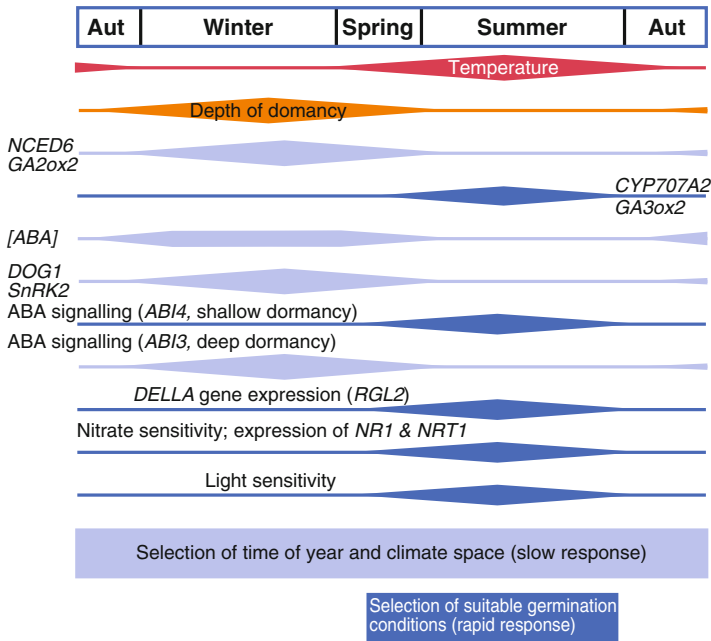 Aut Winter Spring Summer Aut
Temperature
Depth of domancy
NCED6
GA2ox2
CYP707A2
GA3ox2
[ABA]
DOG1
SnRK2
ABA signalling (ABI4, shallow dormancy)
ABA signalling (ABI3, deep dormancy)
DELLA gene expression (RGL2)
Nitrate sensitivity; expression of NR1 & NRT1
Light sensitivity
Selection of time of year and climate space (slow response)
Selection of suitable germination
conditions (rapid response)